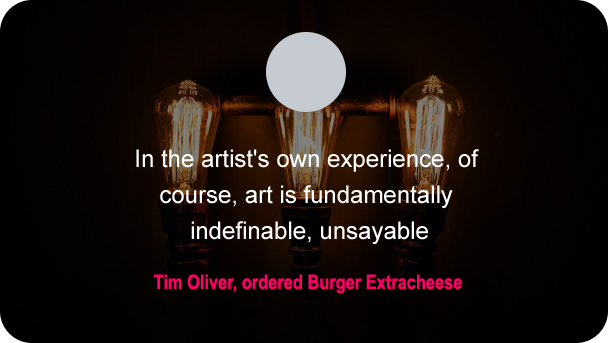 In the artist's own experience, of
course, art is fundamentally
indefinable, unsayable
Tim Oliver, ordered Burger Extracheese